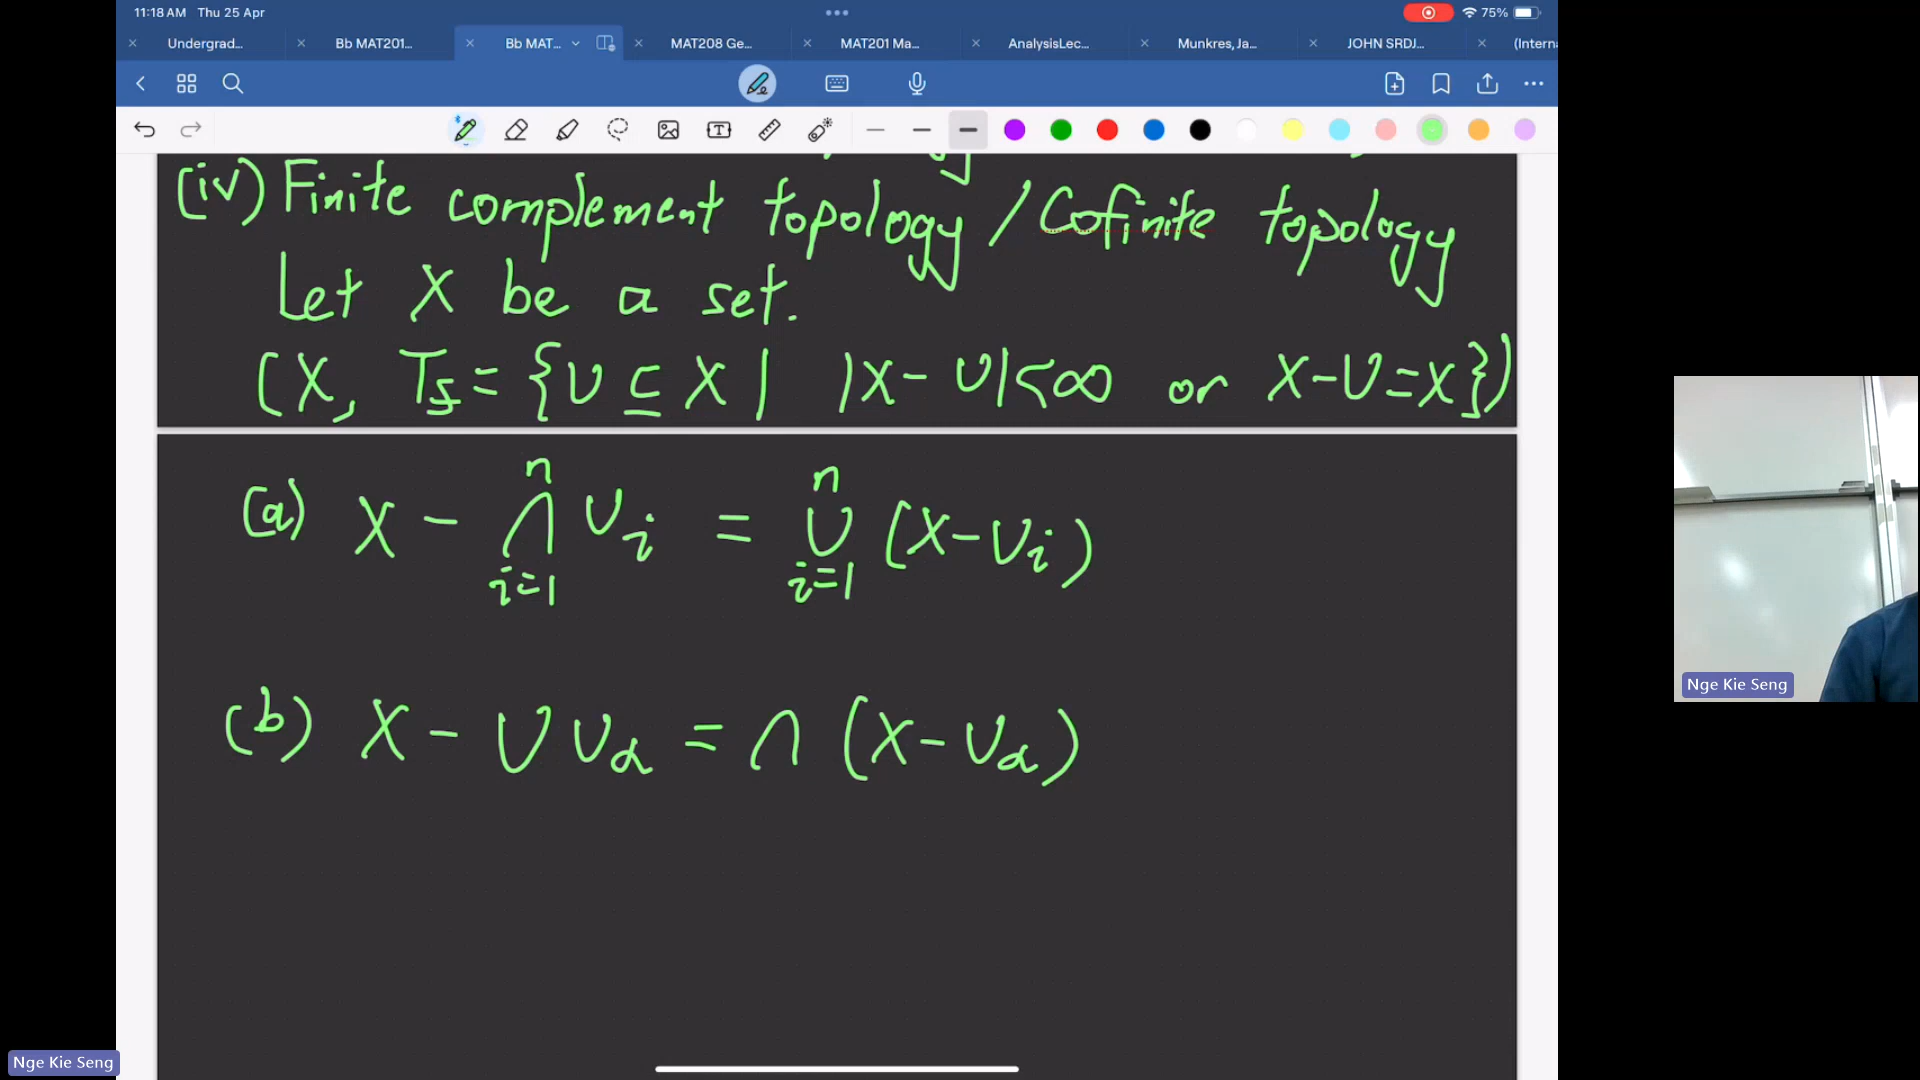 11:18 AM Thu 25 Apr
75%
Undergrad...
Bb MAT201...
Bb MAT...
MAT208 Ge...
MAT201 Ma...
AnalysisLec...
Munkres, Ja...
JOHN SRDJ...
(Intern
(iv) Finite complement topology / Cofinite topology
Let X be a set.
(X, T_f = {U ⊆ X | |X - U| < ∞ or X - U = X})
(a) X - ⋂_{i=1}^{n} U_i = ⋃_{i=1}^{n} (X - U_i)
(b) X - ⋃ U_α = ⋂ (X - U_α)
Nge Kie Seng
Nge Kie Seng